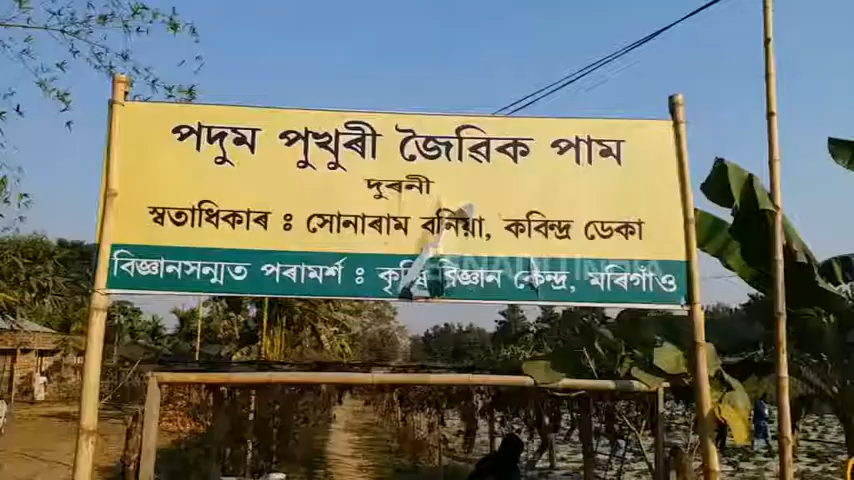 পদুম পুখুৰী জৈৱিক পাম
দুৰনী
স্বতাধিকাৰ : সোনাৰাম বনিয়া, কবিন্দ্ৰ ডেকা
বিজ্ঞানসন্মত পৰামৰ্শ : কৃষি বিজ্ঞান কেন্দ্ৰ, মৰিগাঁও